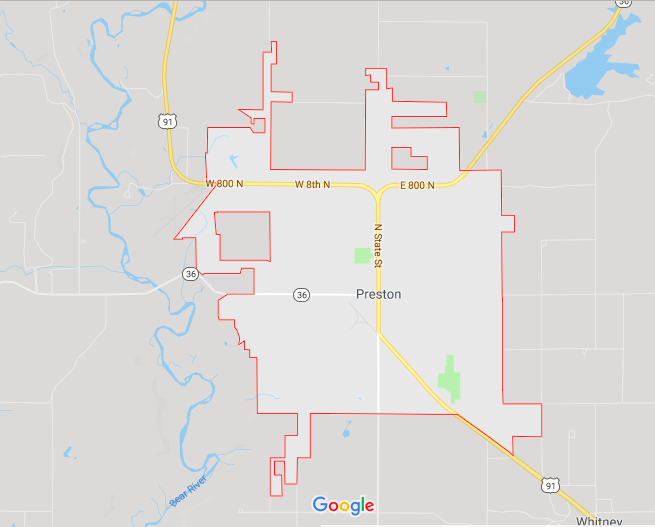 36
91
W 800 N
W 8th N
E 800 N
N State St
36
36
Preston
91
Bear River
Google
Whitney